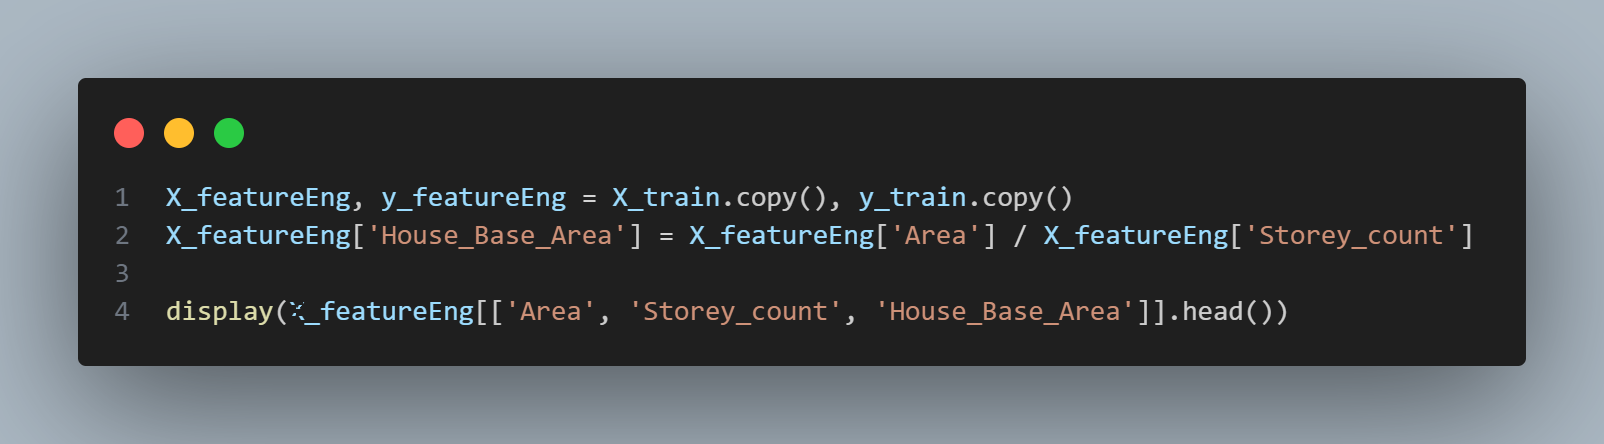 1 X_featureEng, y_featureEng = X_train.copy(), y_train.copy()
2 X_featureEng['House_Base_Area'] = X_featureEng['Area'] / X_featureEng['Storey_count']
3
4 display(X_featureEng[['Area', 'Storey_count', 'House_Base_Area']].head())